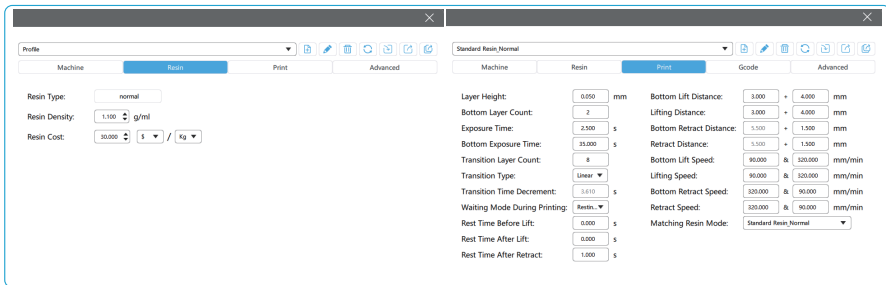 Profile
Machine Resin Print Advanced
Resin Type: normal
Resin Density: 1.100 g/ml
Resin Cost: 30.000 $ / Kg
Standard Resin_Normal
Machine Resin Print Gcode Advanced
Layer Height: 0.050 mm Bottom Lift Distance: 3.000 + 4.000 mm
Bottom Layer Count: 2 Lifting Distance: 3.000 + 4.000 mm
Exposure Time: 2.500 s Bottom Retract Distance: 5.500 + 1.500 mm
Bottom Exposure Time: 35.000 s Retract Distance: 5.500 + 1.500 mm
Transition Layer Count: 8 Bottom Lift Speed: 90.000 & 320.000 mm/min
Transition Type: Linear Lifting Speed: 90.000 & 320.000 mm/min
Transition Time Decrement: 3.610 s Bottom Retract Speed: 320.000 & 90.000 mm/min
Waiting Mode During Printing: Restin... Retract Speed: 320.000 & 90.000 mm/min
Rest Time Before Lift: 0.000 s Matching Resin Mode: Standard Resin_Normal
Rest Time After Lift: 0.000 s
Rest Time After Retract: 1.000 s